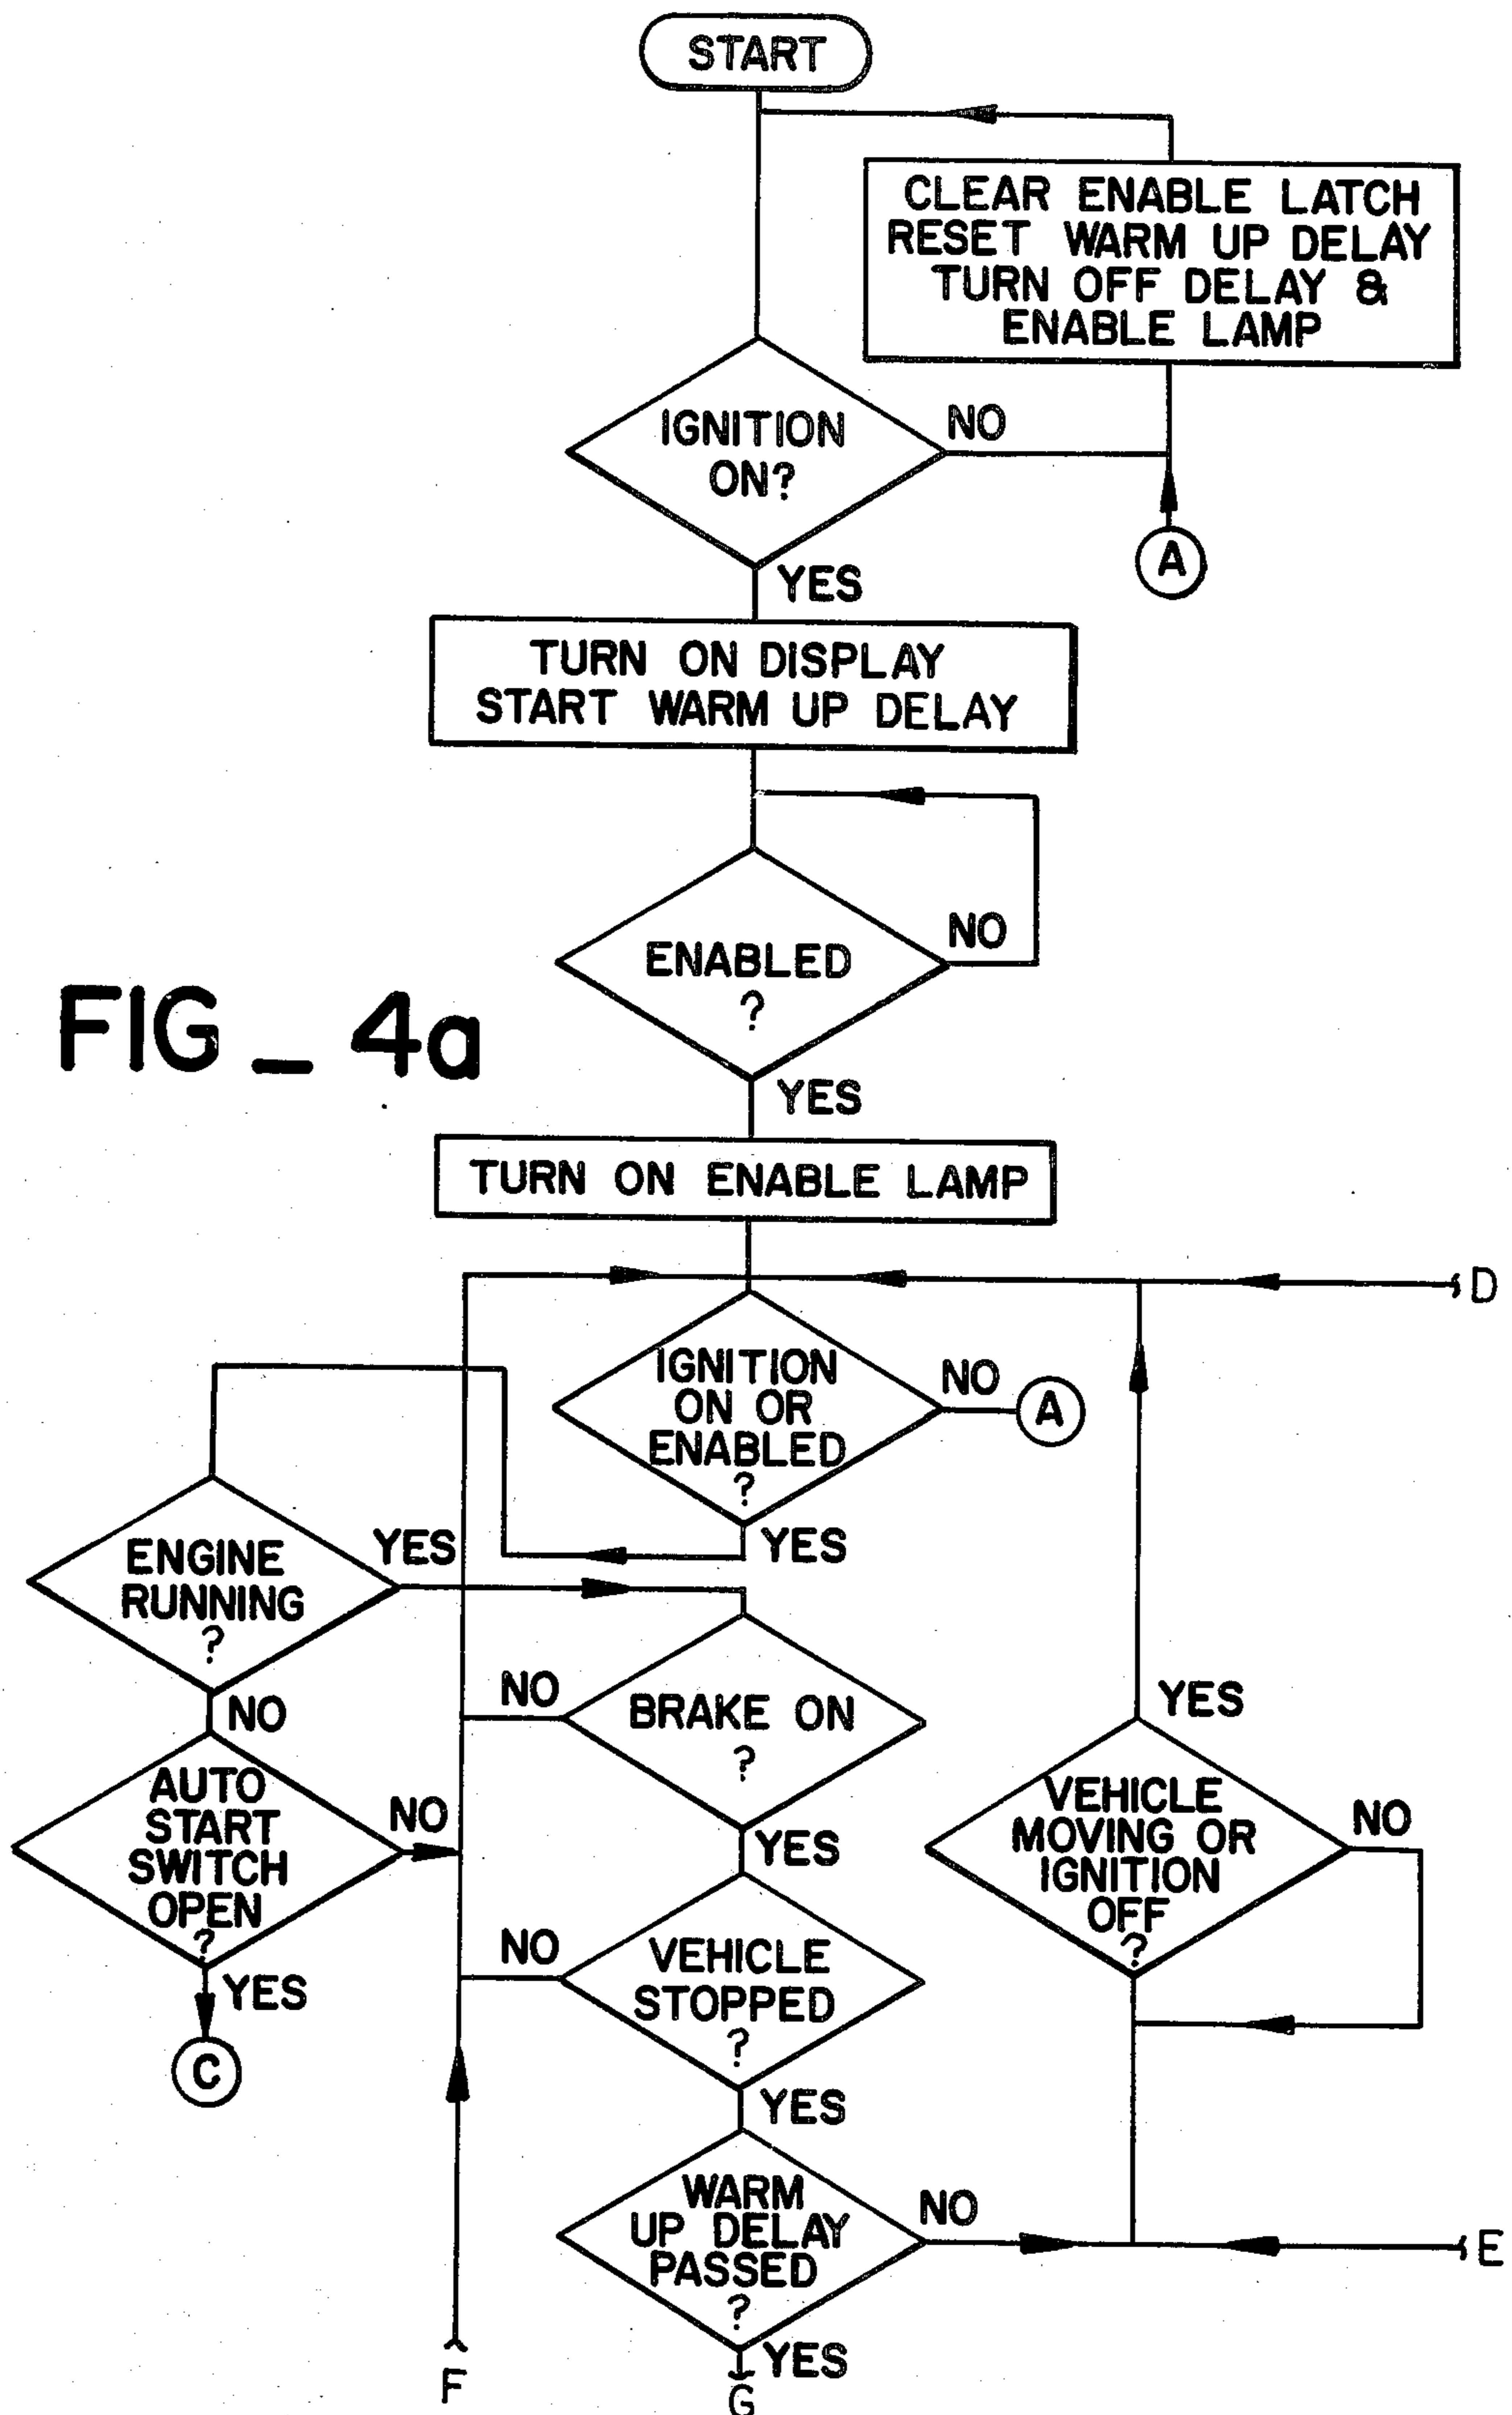 START
CLEAR ENABLE LATCH
RESET WARM UP DELAY
TURN OFF DELAY &
ENABLE LAMP
IGNITION
ON?
NO
A
YES
TURN ON DISPLAY
START WARM UP DELAY
ENABLED
?
NO
FIG_4a
YES
TURN ON ENABLE LAMP
D
IGNITION
ON OR
ENABLED
?
NO
A
YES
ENGINE
RUNNING
?
YES
NO
BRAKE ON
?
NO
YES
AUTO
START
SWITCH
OPEN
?
NO
YES
C
VEHICLE
MOVING OR
IGNITION
OFF
?
YES
NO
VEHICLE
STOPPED
?
NO
YES
WARM
UP DELAY
PASSED
?
NO
E
YES
F
G